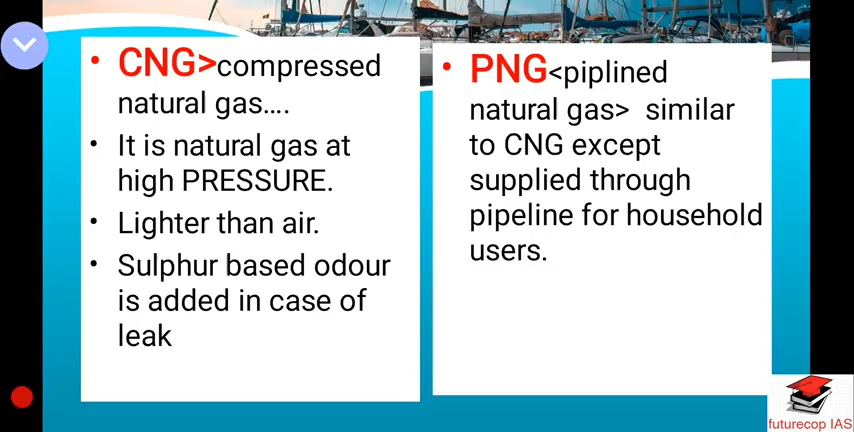 CNG>compressed
natural gas....
It is natural gas at
high PRESSURE.
Lighter than air.
Sulphur based odour
is added in case of
leak
PNG<piplined
natural gas> similar
to CNG except
supplied through
pipeline for household
users.
futurecop IAS